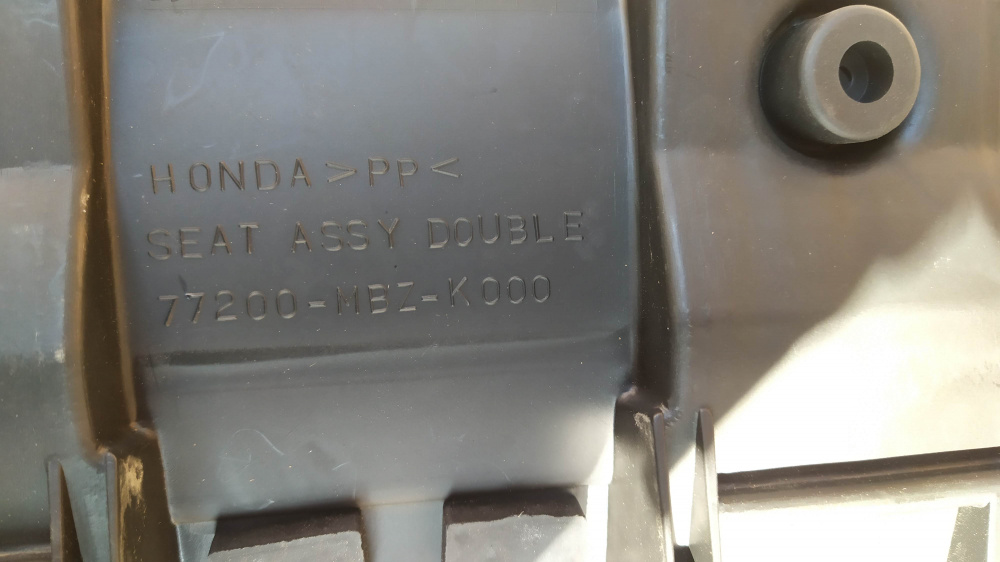 HONDA >PP<
SEAT ASSY DOUBLE
77200-MBZ-K000